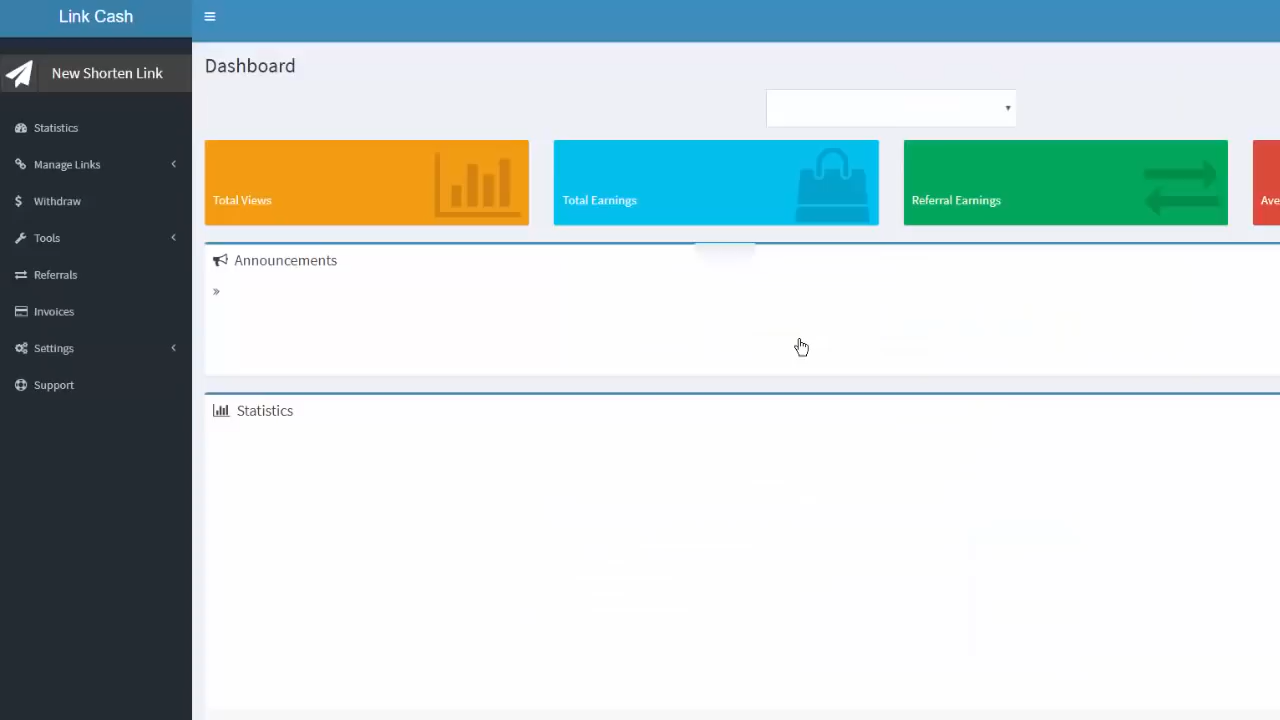 Link Cash
New Shorten Link
Statistics
Manage Links
Withdraw
Tools
Referrals
Invoices
Settings
Support
Dashboard
Total Views
Total Earnings
Referral Earnings
Ave
Announcements
»
Statistics